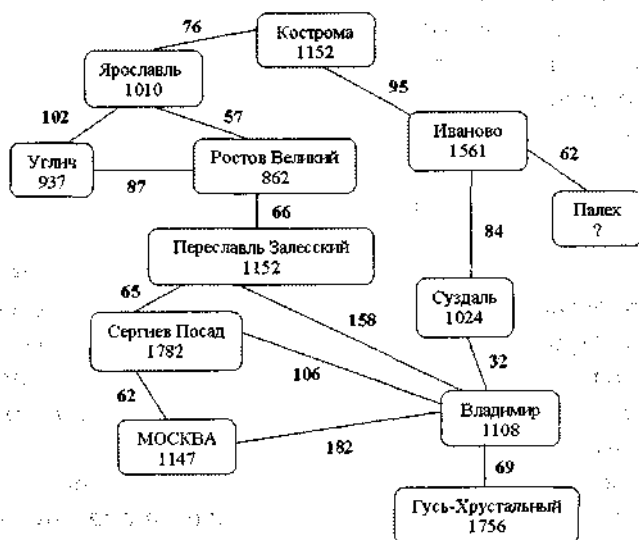 76
Кострома
1152
Ярославль
1010
95
102
57
Иваново
1561
62
Углич
937
87
Ростов Великий
862
Палех
?
66
84
Переславль Залесский
1152
65
158
Суздаль
1024
Сергиев Посад
1782
106
32
62
Владимир
1108
МОСКВА
1147
182
69
Гусь-Хрустальный
1756